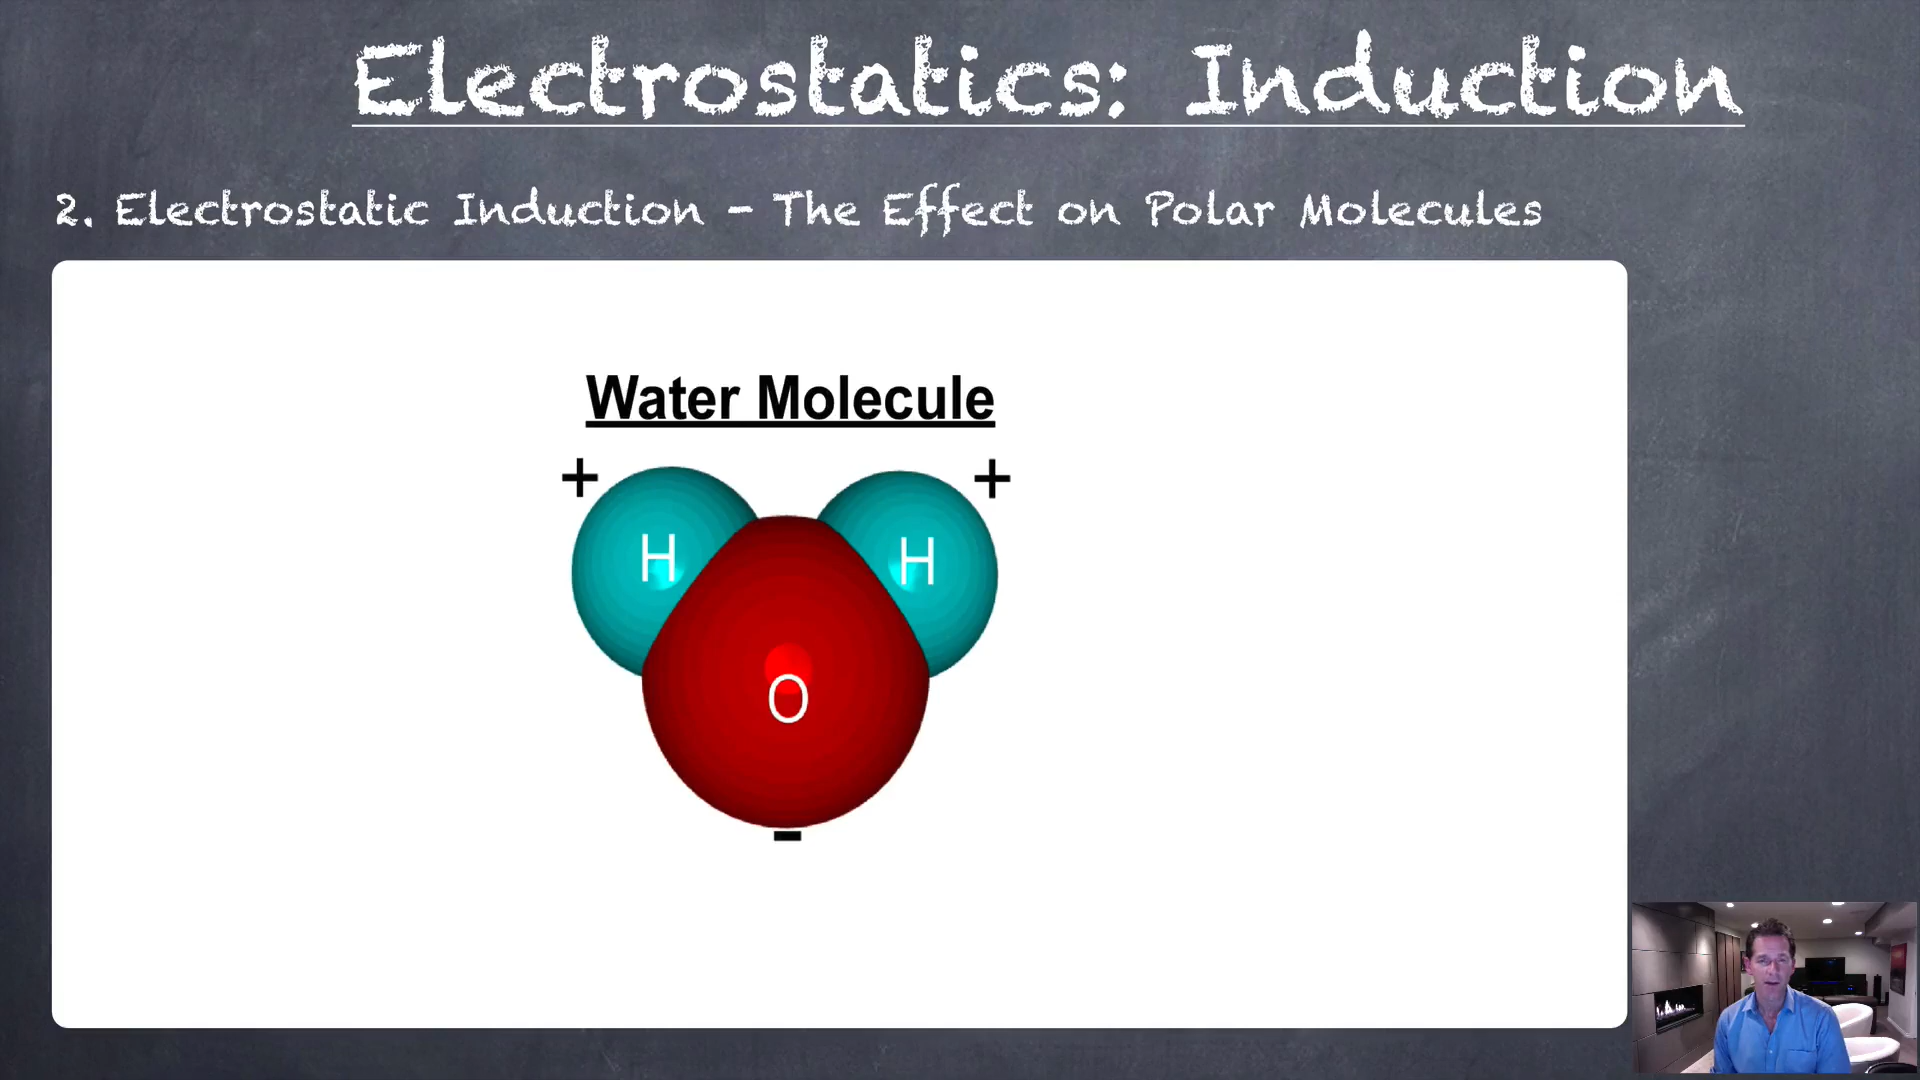 Electrostatics: Induction
2. Electrostatic Induction - The Effect on Polar Molecules
Water Molecule
+ +
H H
O
-